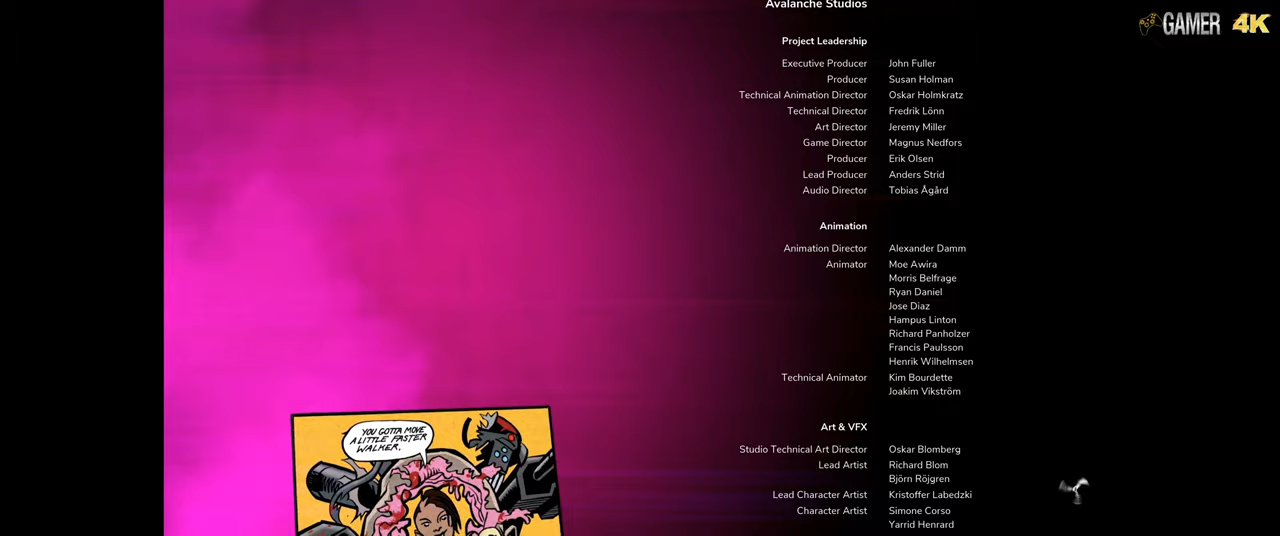 Avalanche Studios
GAMER 4K
Project Leadership
Executive Producer John Fuller
Producer Susan Holman
Technical Animation Director Oskar Holmkratz
Technical Director Fredrik Lönn
Art Director Jeremy Miller
Game Director Magnus Nedfors
Producer Erik Olsen
Lead Producer Anders Strid
Audio Director Tobias Ågård
Animation
Animation Director Alexander Damm
Animator Moe Awira
Morris Belfrage
Ryan Daniel
Jose Diaz
Hampus Linton
Richard Panholzer
Francis Paulsson
Henrik Wilhelmsen
Technical Animator Kim Bourdette
Joakim Vikström
Art & VFX
Studio Technical Art Director Oskar Blomberg
Lead Artist Richard Blom
Björn Röjgren
Lead Character Artist Kristoffer Labedzki
Character Artist Simone Corso
Yarrid Henrard
YOU GOTTA MOVE
A LITTLE FASTER
WALKER.